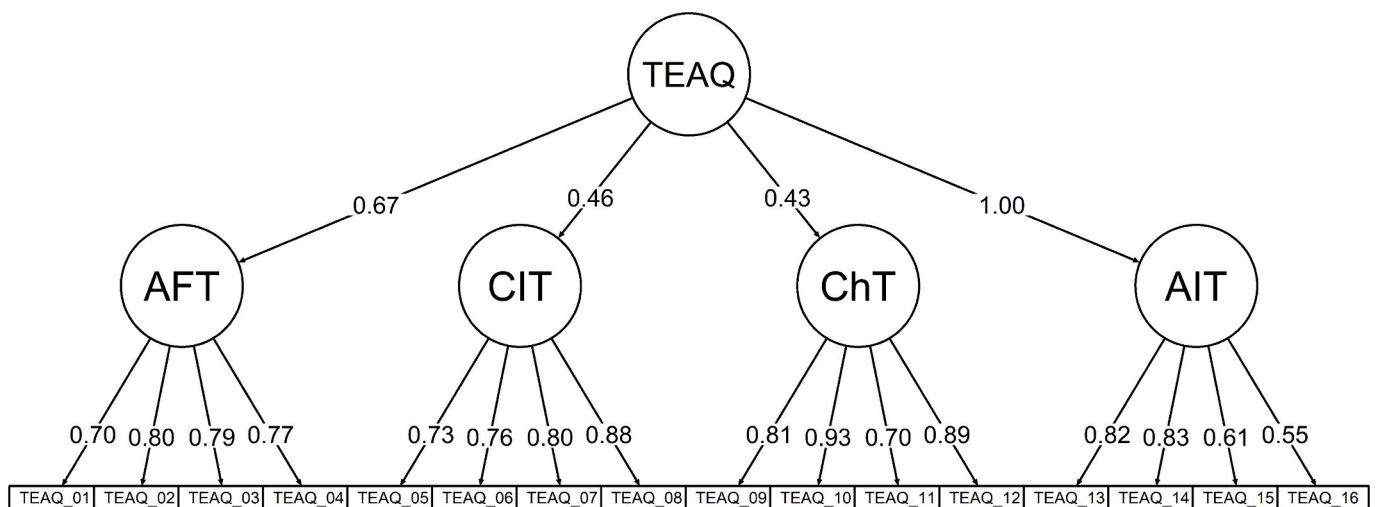 TEAQ
0.67 0.46 0.43 1.00
AFT CIT ChT AIT
0.70 0.80 0.79 0.77 0.73 0.76 0.80 0.88 0.81 0.93 0.70 0.89 0.82 0.83 0.61 0.55
TEAQ_01 TEAQ_02 TEAQ_03 TEAQ_04 TEAQ_05 TEAQ_06 TEAQ_07 TEAQ_08 TEAQ_09 TEAQ_10 TEAQ_11 TEAQ_12 TEAQ_13 TEAQ_14 TEAQ_15 TEAQ_16